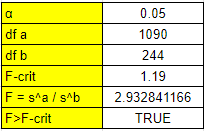 α 0.05
df a 1090
df b 244
F-crit 1.19
F = s^a / s^b 2.932841166
F>F-crit TRUE